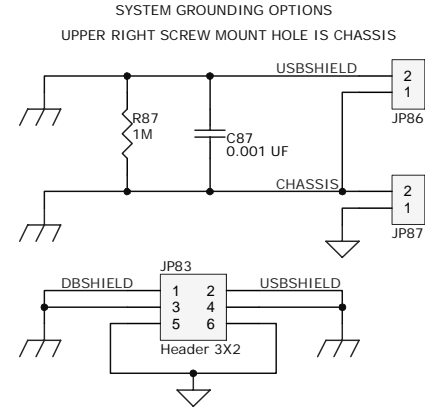 SYSTEM GROUNDING OPTIONS
UPPER RIGHT SCREW MOUNT HOLE IS CHASSIS
USBSHIELD
2
1
JP86
R87
1M
C87
0.001 UF
CHASSIS
2
1
JP87
JP83
DBSHIELD
USBSHIELD
1 2
3 4
5 6
Header 3X2